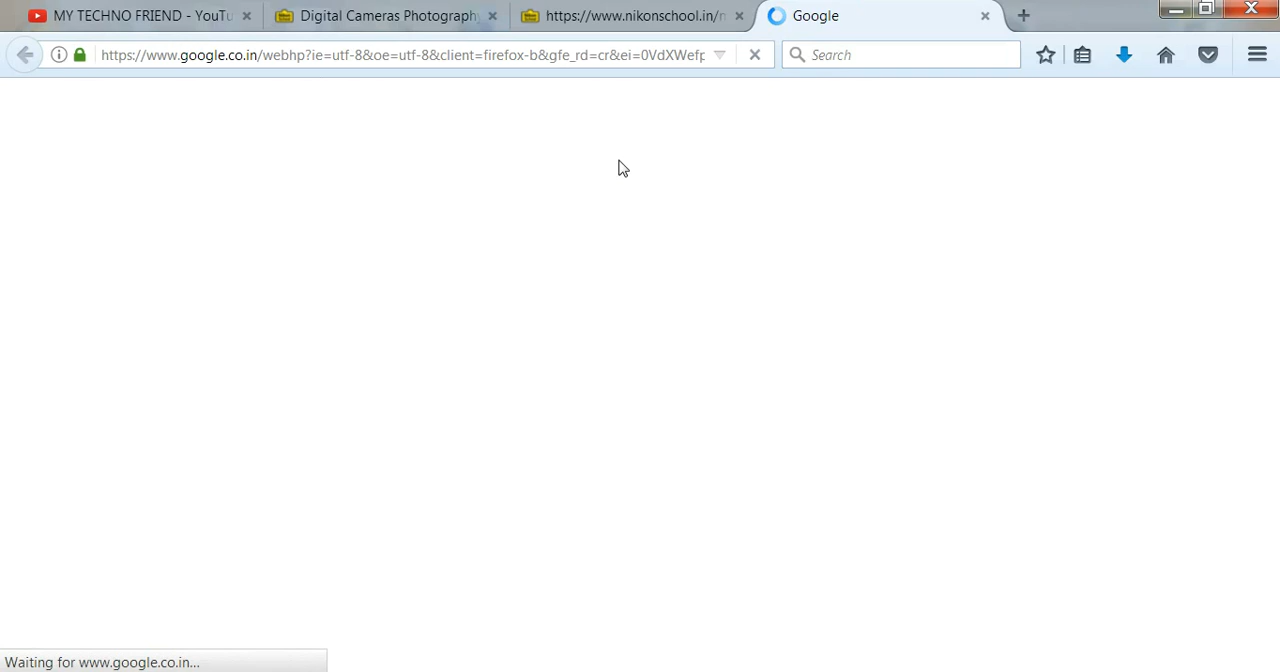 MY TECHNO FRIEND - YouTu
Digital Cameras Photography
https://www.nikonschool.in/n
Google
https://www.google.co.in/webhp?ie=utf-8&oe=utf-8&client=firefox-b&gfe_rd=cr&ei=0VdXWefp
Search
Waiting for www.google.co.in...